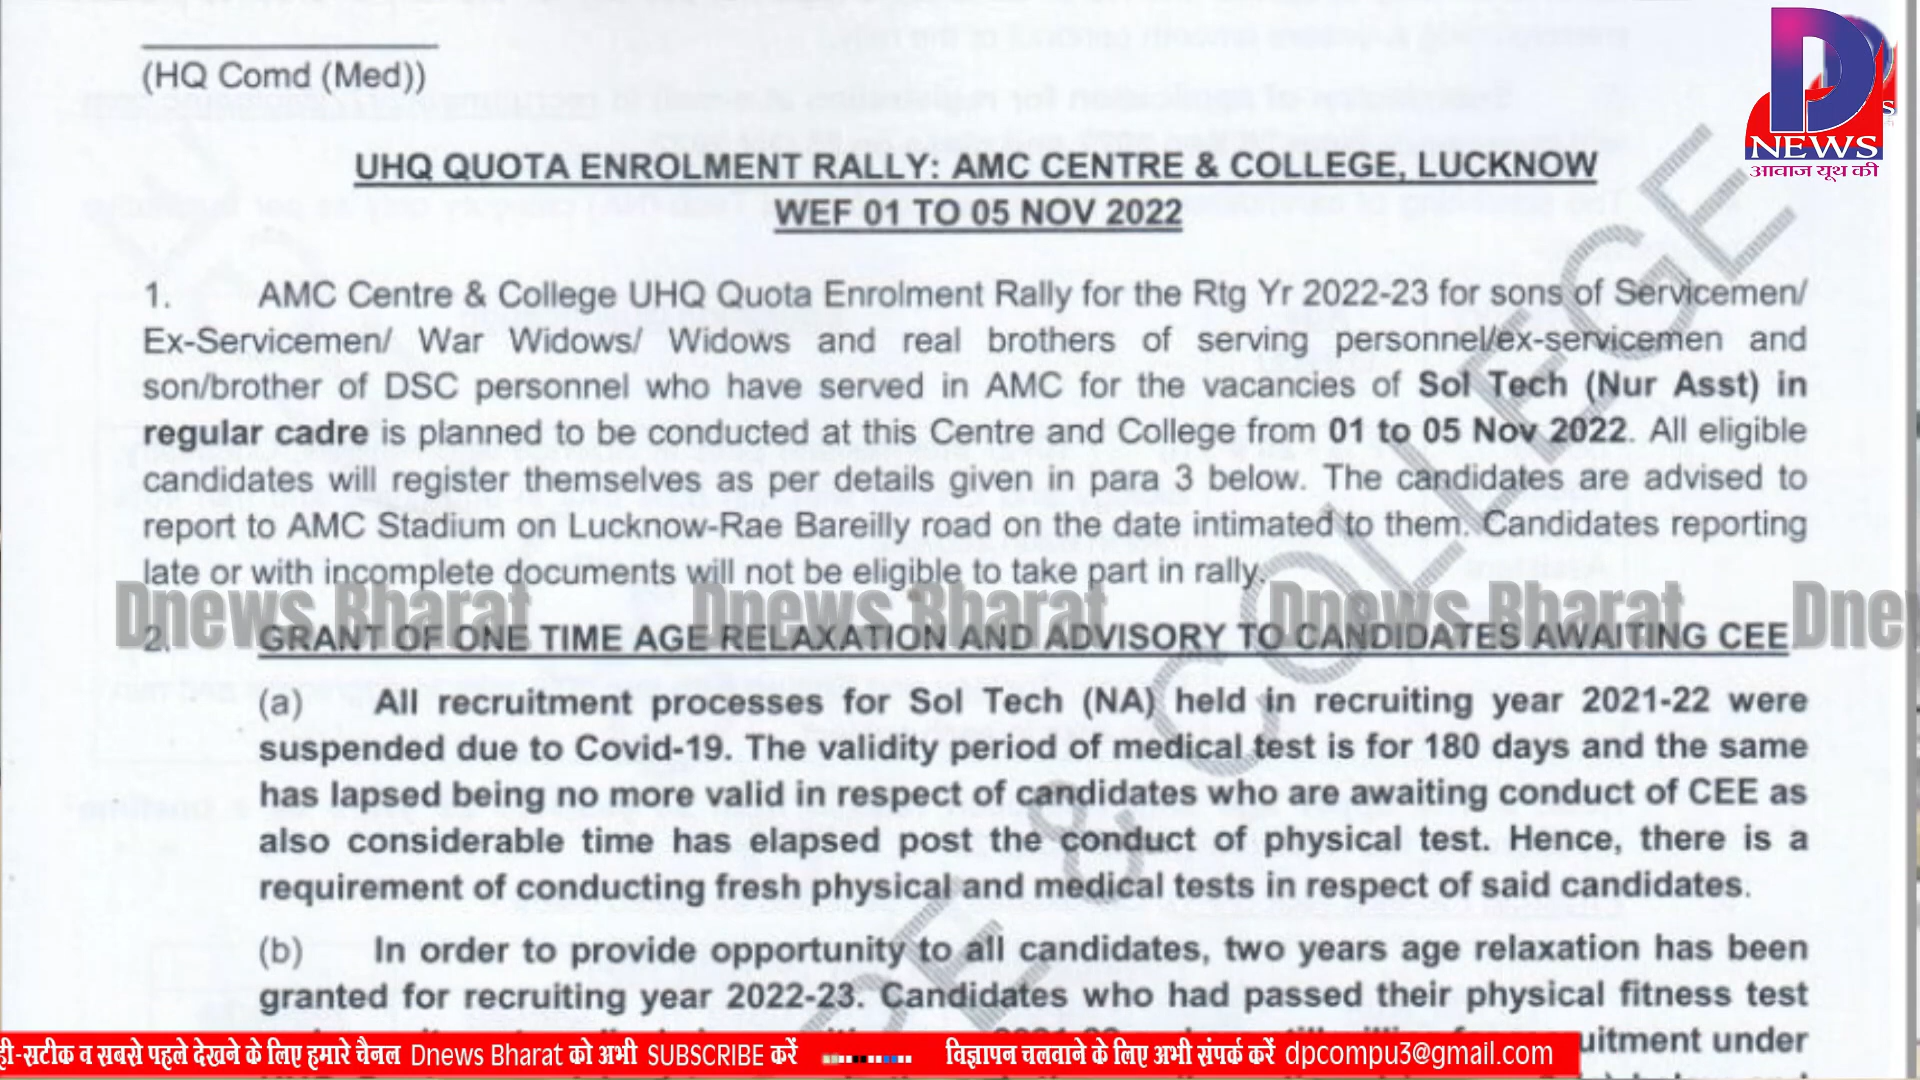 (HQ Comd (Med))
UHQ QUOTA ENROLMENT RALLY: AMC CENTRE & COLLEGE, LUCKNOW
WEF 01 TO 05 NOV 2022
1. AMC Centre & College UHQ Quota Enrolment Rally for the Rtg Yr 2022-23 for sons of Servicemen/
Ex-Servicemen/ War Widows/ Widows and real brothers of serving personnel/ex-servicemen and
son/brother of DSC personnel who have served in AMC for the vacancies of Sol Tech (Nur Asst) in
regular cadre is planned to be conducted at this Centre and College from 01 to 05 Nov 2022. All eligible
candidates will register themselves as per details given in para 3 below. The candidates are advised to
report to AMC Stadium on Lucknow-Rae Bareilly road on the date intimated to them. Candidates reporting
late or with incomplete documents will not be eligible to take part in rally.
2. GRANT OF ONE TIME AGE RELAXATION AND ADVISORY TO CANDIDATES AWAITING CEE
(a) All recruitment processes for Sol Tech (NA) held in recruiting year 2021-22 were
suspended due to Covid-19. The validity period of medical test is for 180 days and the same
has lapsed being no more valid in respect of candidates who are awaiting conduct of CEE as
also considerable time has elapsed post the conduct of physical test. Hence, there is a
requirement of conducting fresh physical and medical tests in respect of said candidates.
(b) In order to provide opportunity to all candidates, two years age relaxation has been
granted for recruiting year 2022-23. Candidates who had passed their physical fitness test
uitment under
D
NEWS
आवाज यूथ की
Dnews Bharat Dnews Bharat Dnews Bharat Dne
& COLLEGE
ही-सटीक व सबसे पहले देखने के लिए हमारे चैनल Dnews Bharat को अभी SUBSCRIBE करें विज्ञापन चलवाने के लिए अभी संपर्क करें dpcompu3@gmail.com